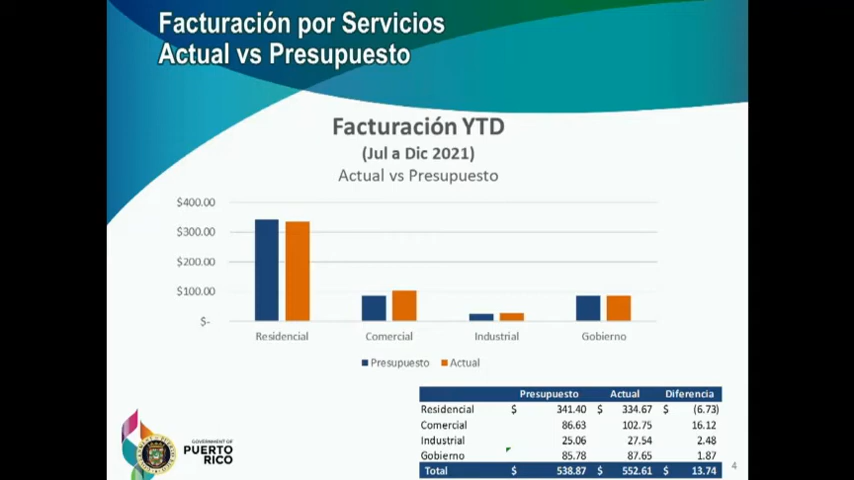 Facturación por Servicios
Actual vs Presupuesto
Facturación YTD
(Jul a Dic 2021)
Actual vs Presupuesto
$400.00
$300.00
$200.00
$100.00
$-
Residencial Comercial Industrial Gobierno
Presupuesto Actual
Presupuesto Actual Diferencia
Residencial $ 341.40 $ 334.67 $ (6.73)
Comercial 86.63 102.75 16.12
Industrial 25.06 27.54 2.48
Gobierno 85.78 87.65 1.87
Total $ 538.87 $ 552.61 $ 13.74
4
GOVERNMENT OF
PUERTO
RICO